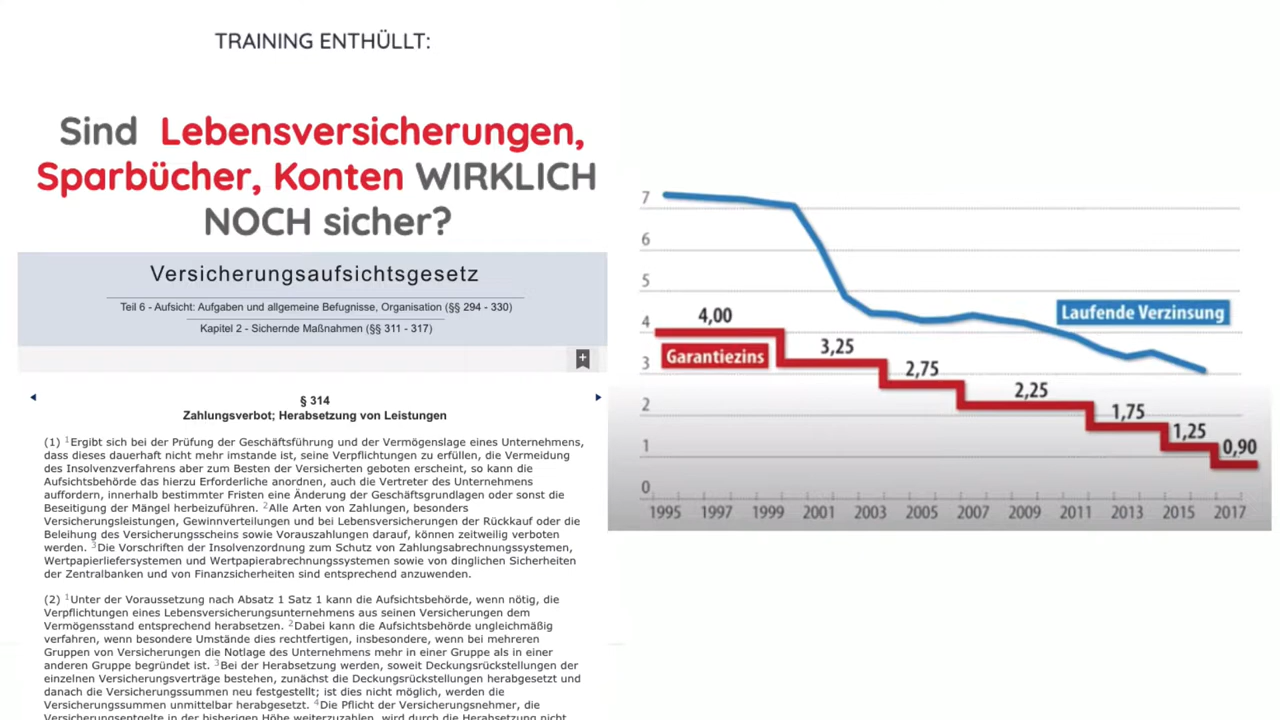 TRAINING ENTHÜLLT:
Sind Lebensversicherungen,
Sparbücher, Konten WIRKLICH
NOCH sicher?
Versicherungsaufsichtsgesetz
Teil 6 - Aufsicht: Aufgaben und allgemeine Befugnisse, Organisation (§§ 294 - 330)
Kapitel 2 - Sichernde Maßnahmen (§§ 311 - 317)
§ 314
Zahlungsverbot; Herabsetzung von Leistungen
(1) 1Ergibt sich bei der Prüfung der Geschäftsführung und der Vermögenslage eines Unternehmens,
dass dieses dauerhaft nicht mehr imstande ist, seine Verpflichtungen zu erfüllen, die Vermeidung
des Insolvenzverfahrens aber zum Besten der Versicherten geboten erscheint, so kann die
Aufsichtsbehörde das hierzu Erforderliche anordnen, auch die Vertreter des Unternehmens
auffordern, innerhalb bestimmter Fristen eine Änderung der Geschäftsgrundlagen oder sonst die
Beseitigung der Mängel herbeizuführen. 2Alle Arten von Zahlungen, besonders
Versicherungsleistungen, Gewinnverteilungen und bei Lebensversicherungen der Rückkauf oder die
Beleihung des Versicherungsscheins sowie Vorauszahlungen darauf, können zeitweilig verboten
werden. 3Die Vorschriften der Insolvenzordnung zum Schutz von Zahlungsabrechnungssystemen,
Wertpapierliefersystemen und Wertpapierabrechnungssystemen sowie von dinglichen Sicherheiten
der Zentralbanken und von Finanzsicherheiten sind entsprechend anzuwenden.
(2) 1Unter der Voraussetzung nach Absatz 1 Satz 1 kann die Aufsichtsbehörde, wenn nötig, die
Verpflichtungen eines Lebensversicherungsunternehmens aus seinen Versicherungen dem
Vermögensstand entsprechend herabsetzen. 2Dabei kann die Aufsichtsbehörde ungleichmäßig
verfahren, wenn besondere Umstände dies rechtfertigen, insbesondere, wenn bei mehreren
Gruppen von Versicherungen die Notlage des Unternehmens mehr in einer Gruppe als in einer
anderen Gruppe begründet ist. 3Bei der Herabsetzung werden, soweit Deckungsrückstellungen der
einzelnen Versicherungsverträge bestehen, zunächst die Deckungsrückstellungen herabgesetzt und
danach die Versicherungssummen neu festgestellt; ist dies nicht möglich, werden die
Versicherungssummen unmittelbar herabgesetzt. 4Die Pflicht der Versicherungsnehmer, die
Versicherungsentgelte in der bisherigen Höhe weiterzuzahlen, wird durch die Herabsetzung nicht
7
6
5
4
3
2
1
0
Laufende Verzinsung
Garantiezins
4,00
3,25
2,75
2,25
1,75
1,25
0,90
1995 1997 1999 2001 2003 2005 2007 2009 2011 2013 2015 2017